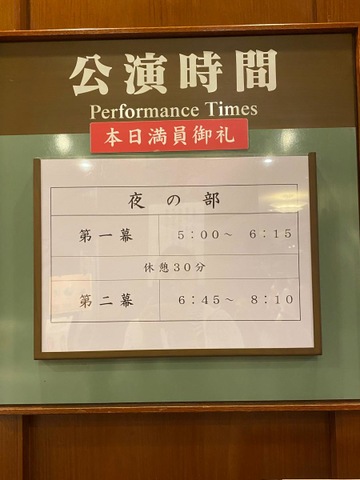 公演時間
Performance Times
本日満員御礼
夜の部
第一幕 5:00〜 6:15
休憩30分
第二幕 6:45〜 8:10